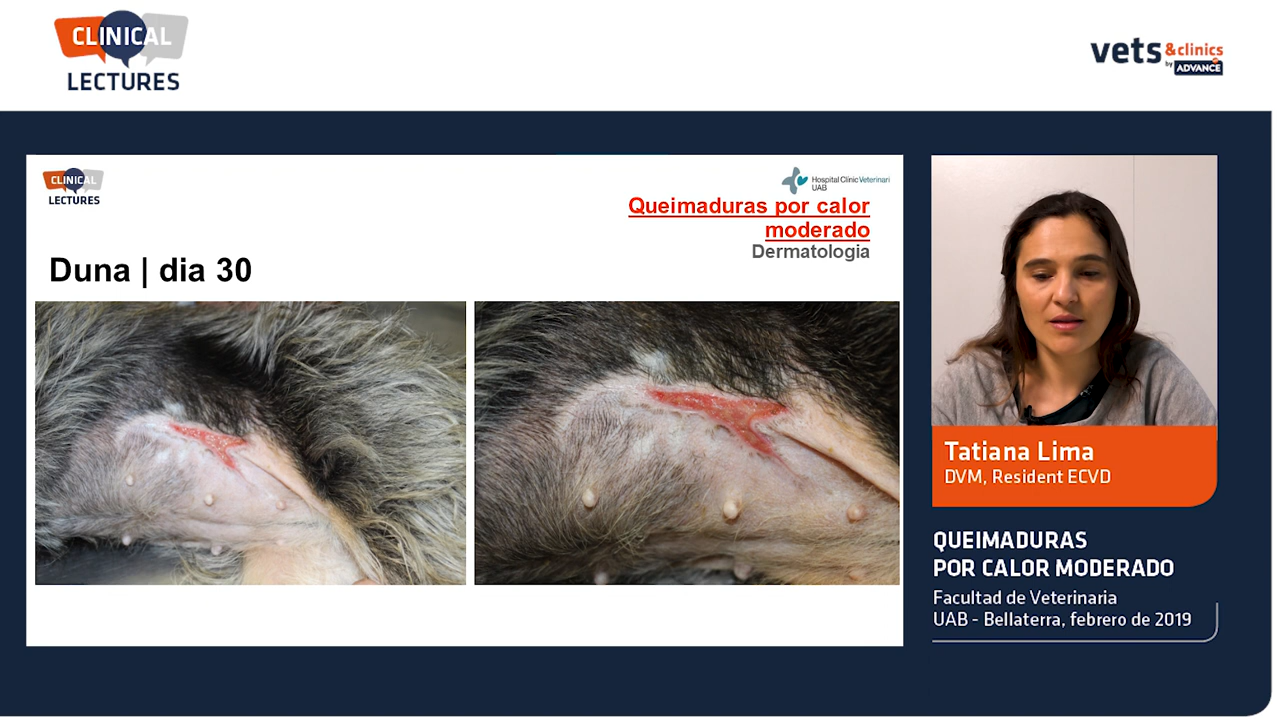 CLINICAL
LECTURES
vets &clinics
by ADVANCE
CLINICAL
LECTURES
Hospital Clínic Veterinari
UAB
Queimaduras por calor
moderado
Dermatologia
Duna | dia 30
Tatiana Lima
DVM, Resident ECVD
QUEIMADURAS
POR CALOR MODERADO
Facultad de Veterinaria
UAB - Bellaterra, febrero de 2019